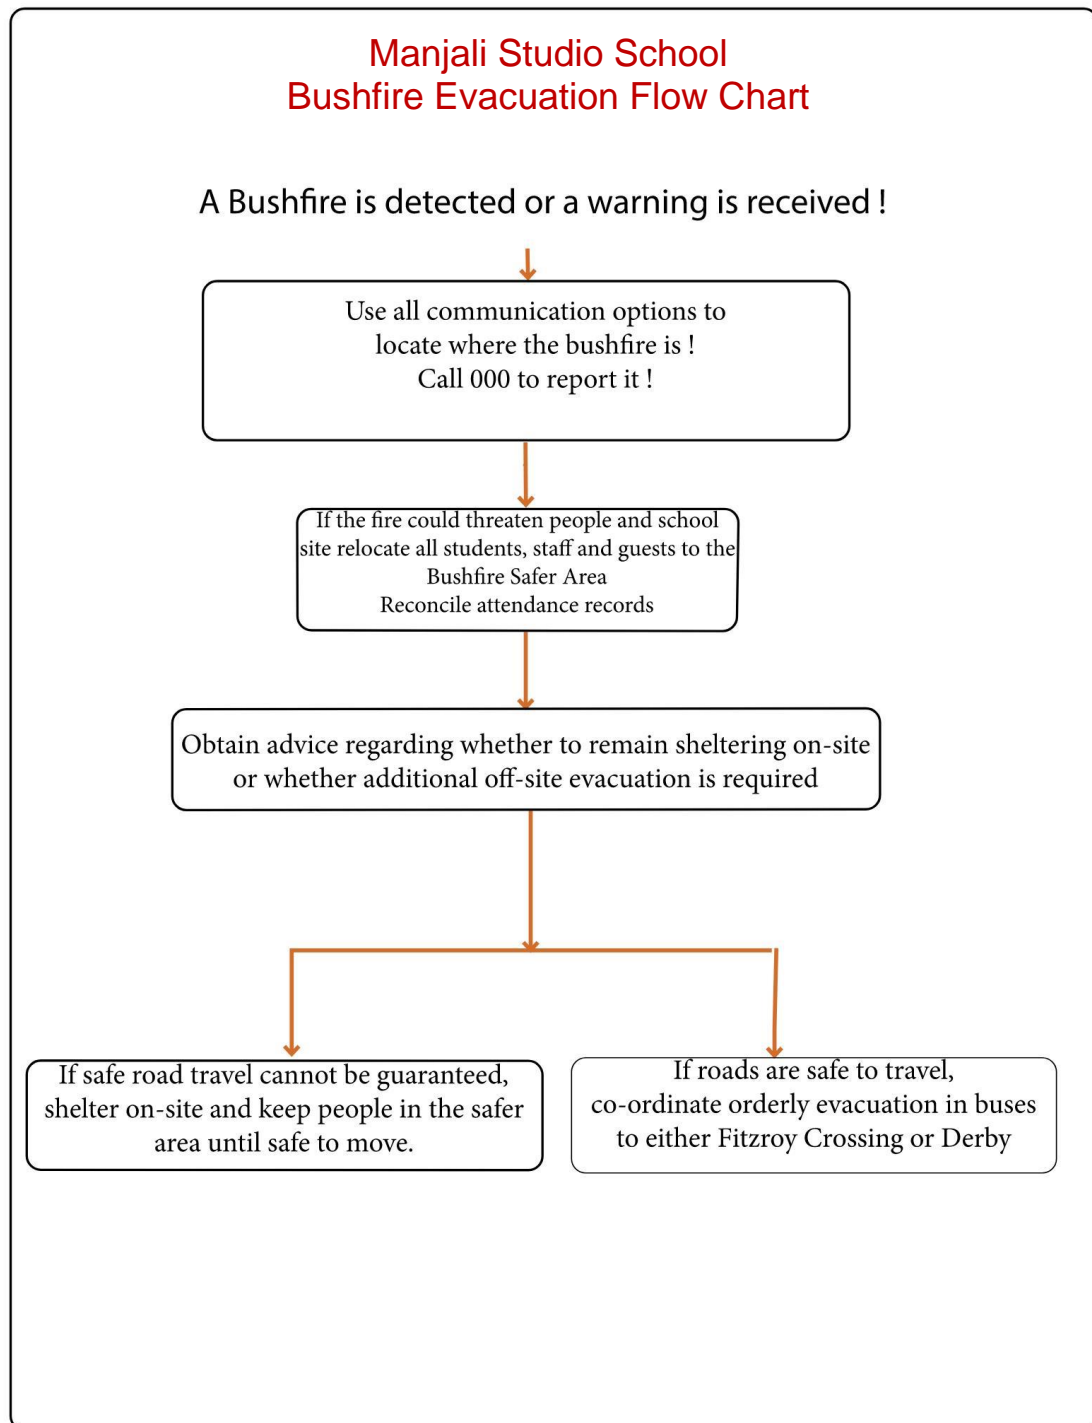 Manjali Studio School
Bushfire Evacuation Flow Chart
A Bushfire is detected or a warning is received !
Use all communication options to
locate where the bushfire is !
Call 000 to report it !
If the fire could threaten people and school
site relocate all students, staff and guests to the
Bushfire Safer Area
Reconcile attendance records
Obtain advice regarding whether to remain sheltering on-site
or whether additional off-site evacuation is required
If safe road travel cannot be guaranteed,
shelter on-site and keep people in the safer
area until safe to move.
If roads are safe to travel,
co-ordinate orderly evacuation in buses
to either Fitzroy Crossing or Derby